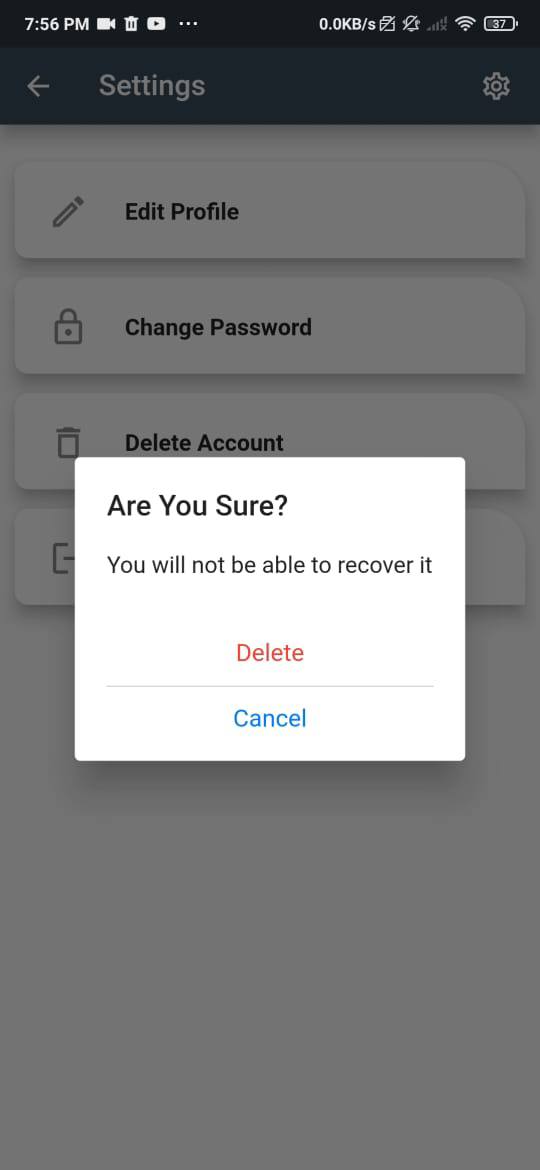 7:56 PM ... 0.0KB/s 37
Settings
Edit Profile
Change Password
Delete Account
Are You Sure?
You will not be able to recover it
Delete
Cancel